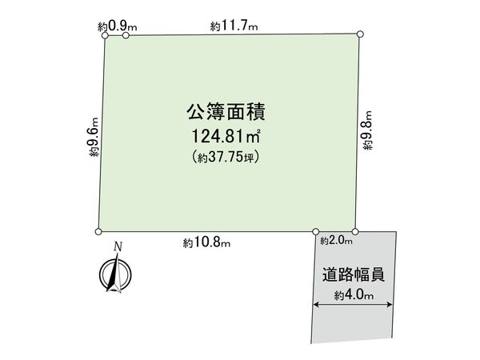 約0.9m
約11.7m
約9.6m
公簿面積
124.81㎡
（約37.75坪）
約9.8m
約10.8m
約2.0m
N
道路幅員
約4.0m